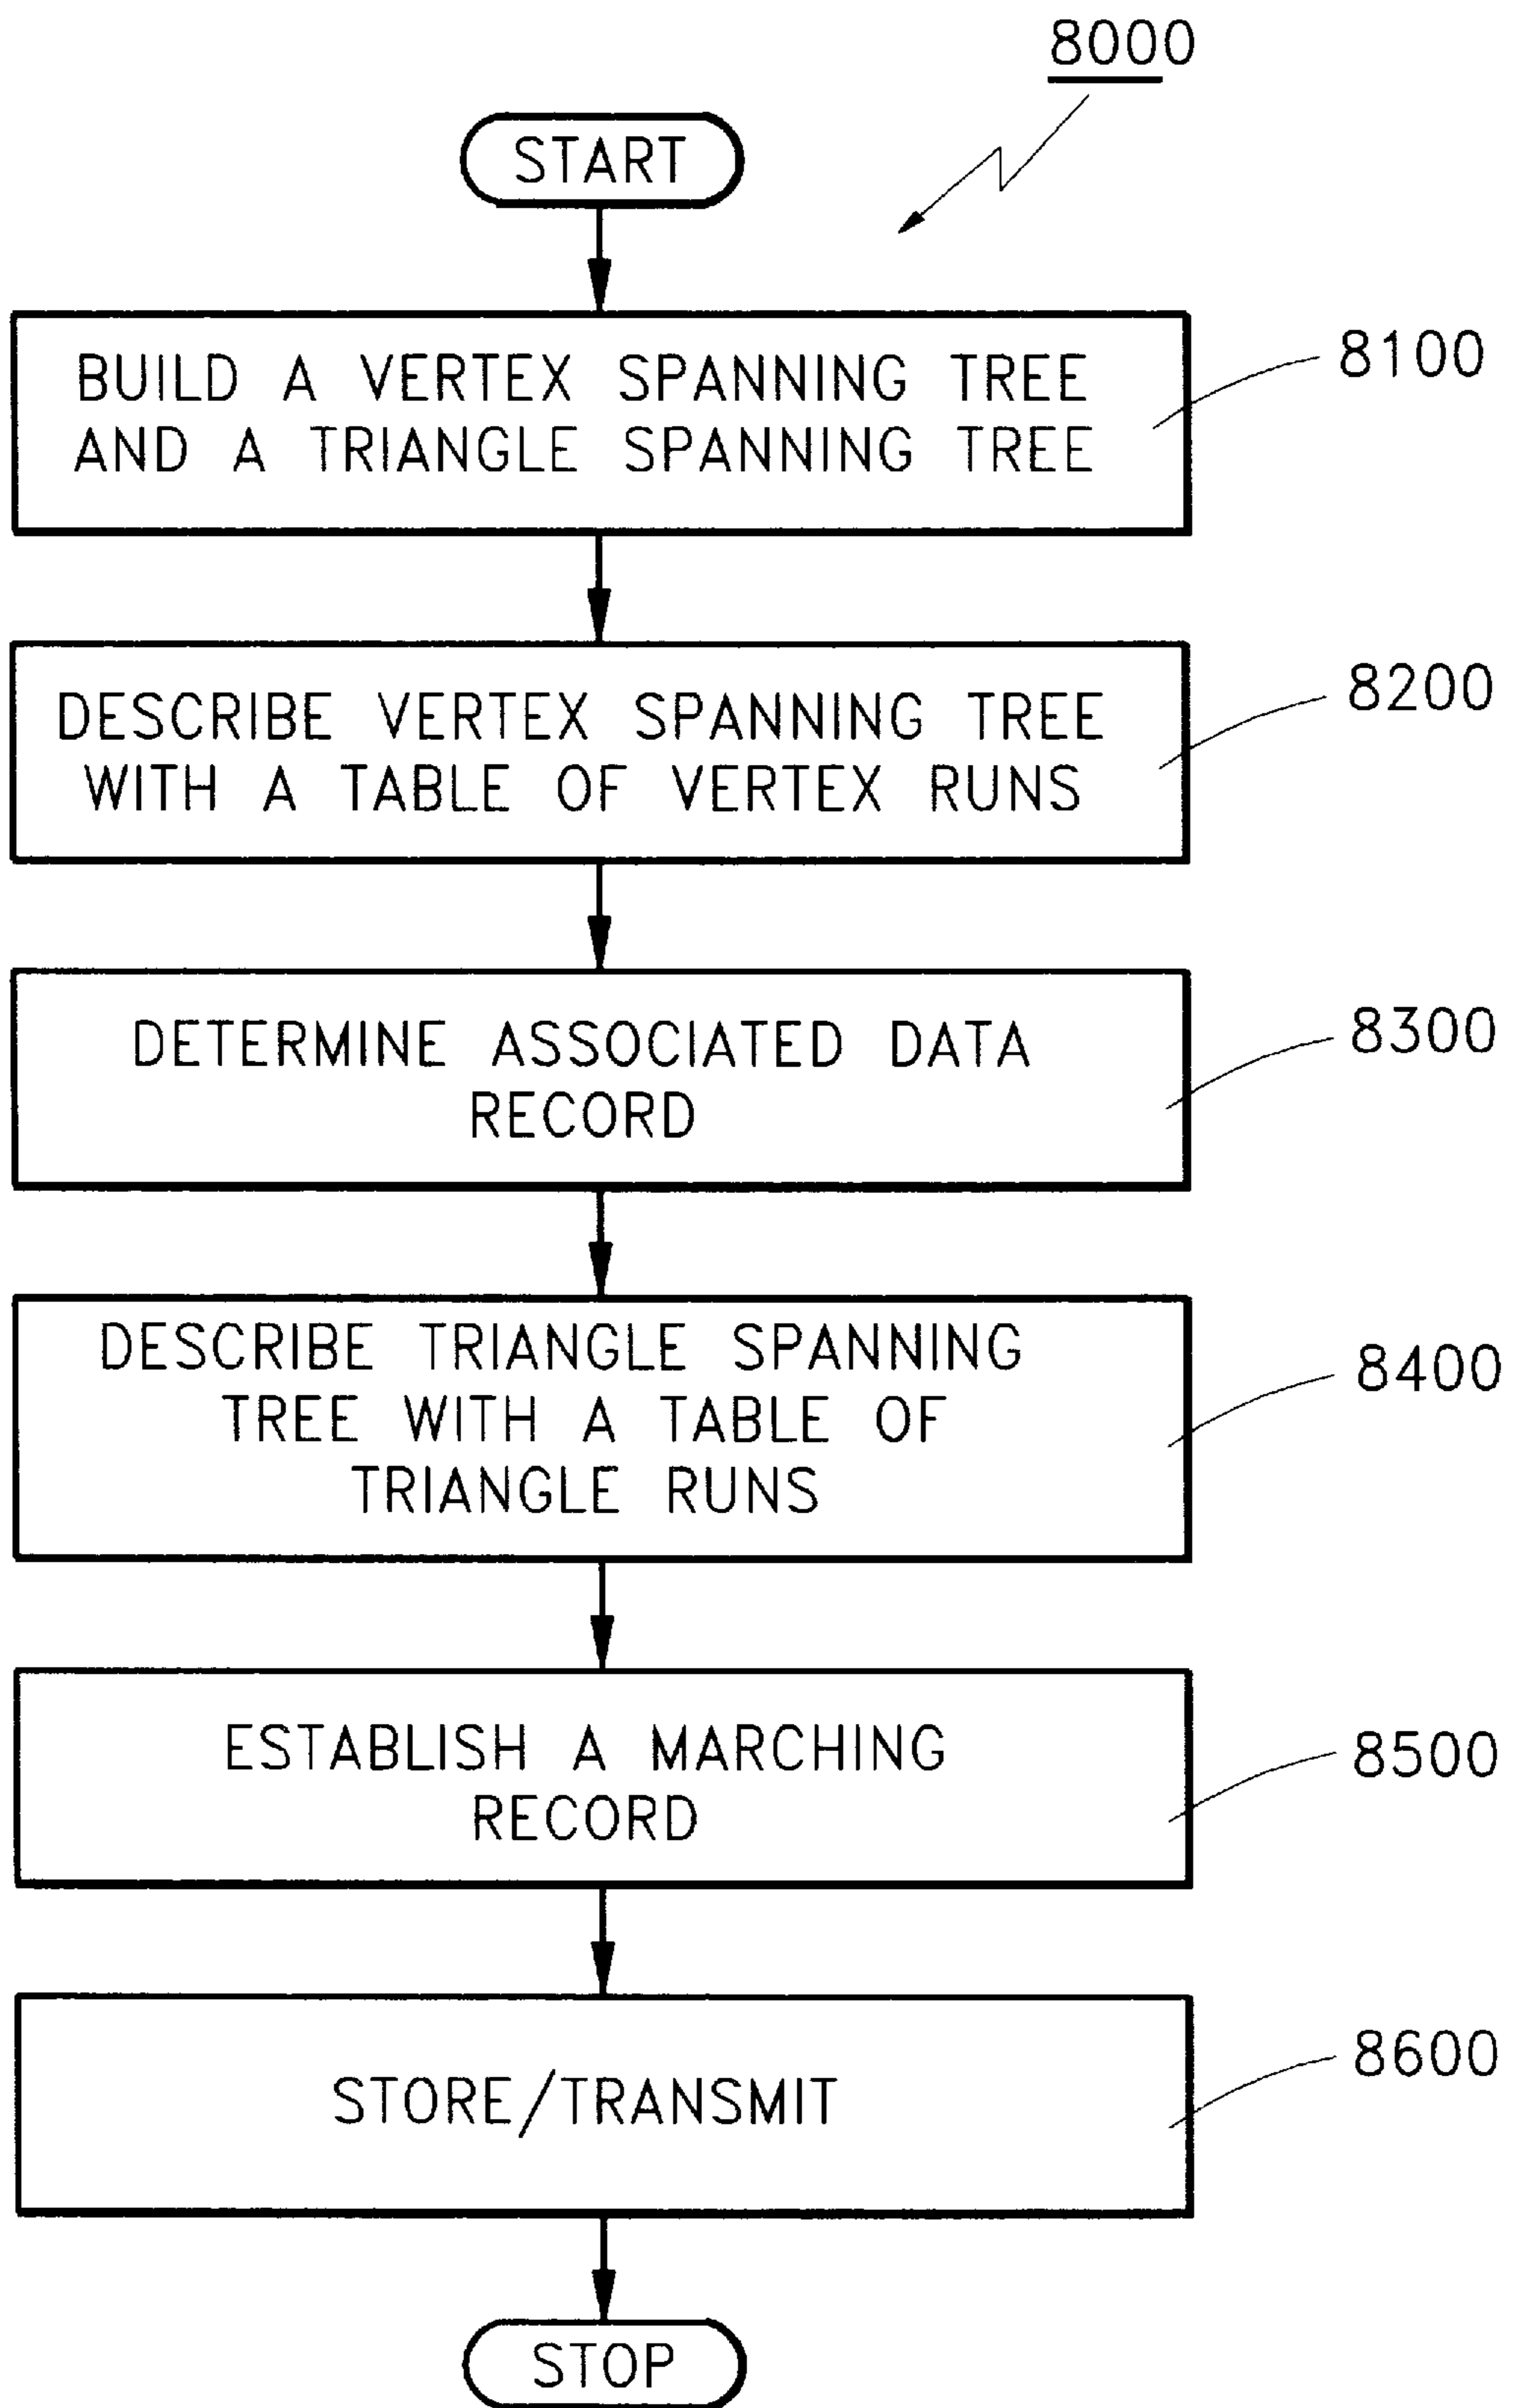 8000
START
BUILD A VERTEX SPANNING TREE
AND A TRIANGLE SPANNING TREE
8100
DESCRIBE VERTEX SPANNING TREE
WITH A TABLE OF VERTEX RUNS
8200
DETERMINE ASSOCIATED DATA
RECORD
8300
DESCRIBE TRIANGLE SPANNING
TREE WITH A TABLE OF
TRIANGLE RUNS
8400
ESTABLISH A MARCHING
RECORD
8500
STORE/TRANSMIT
8600
STOP